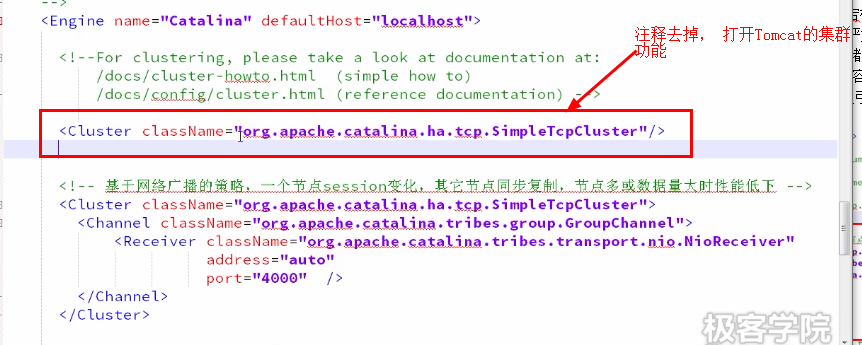 -->
<Engine name="Catalina" defaultHost="localhost">
注释去掉， 打开Tomcat的集群
功能
<!--For clustering, please take a look at documentation at:
/docs/cluster-howto.html  (simple how to)
/docs/config/cluster.html (reference documentation) -->
<Cluster className="org.apache.catalina.ha.tcp.SimpleTcpCluster"/>
<!-- 基于网络广播的策略，一个节点session变化，其它节点同步复制，节点多或数据量大时性能低下 -->
<Cluster className="org.apache.catalina.ha.tcp.SimpleTcpCluster">
<Channel className="org.apache.catalina.tribes.group.GroupChannel">
<Receiver className="org.apache.catalina.tribes.transport.nio.NioReceiver"
address="auto"
port="4000"  />
</Channel>
</Cluster>
极客学院